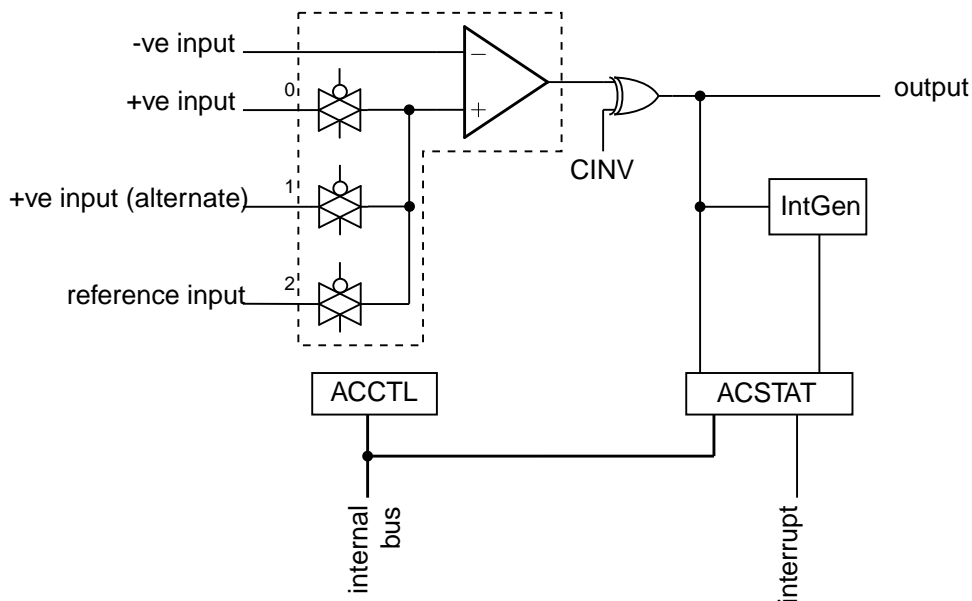 -ve input
−
+ve input
0
+
output
CINV
+ve input (alternate)
1
IntGen
reference input
2
ACCTL
ACSTAT
internal
bus
interrupt